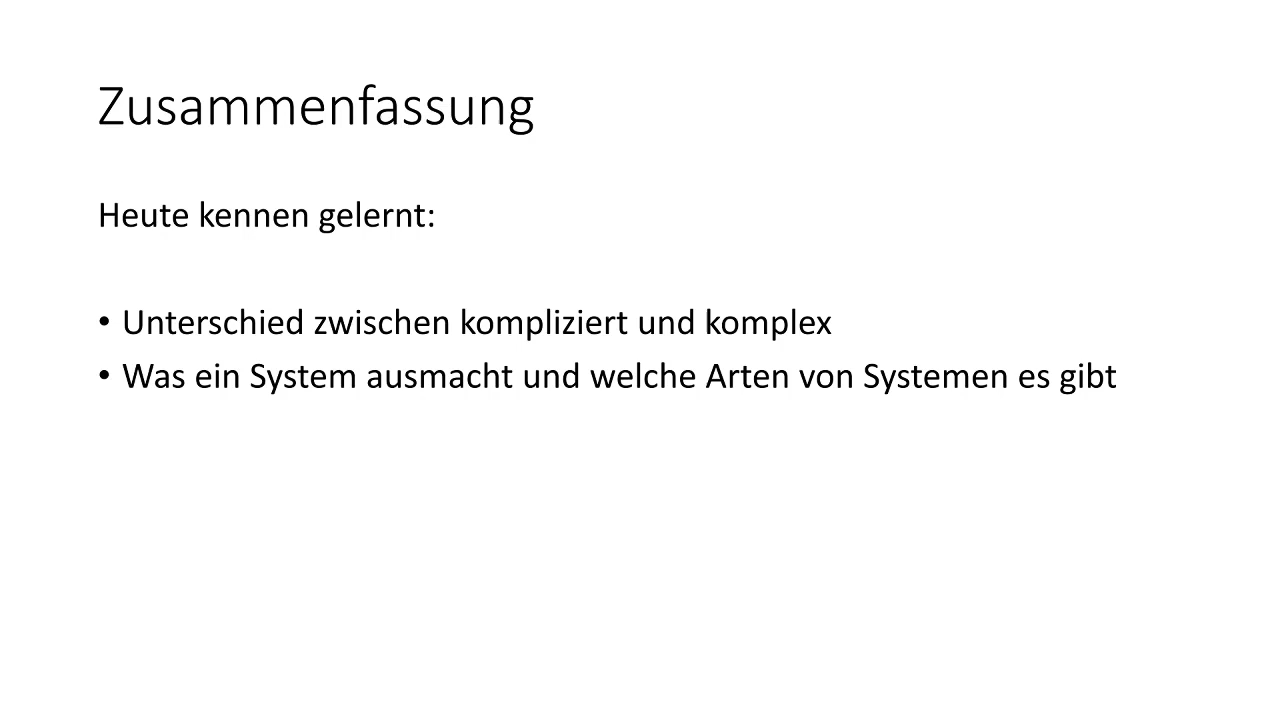 Zusammenfassung
Heute kennen gelernt:
• Unterschied zwischen kompliziert und komplex
• Was ein System ausmacht und welche Arten von Systemen es gibt